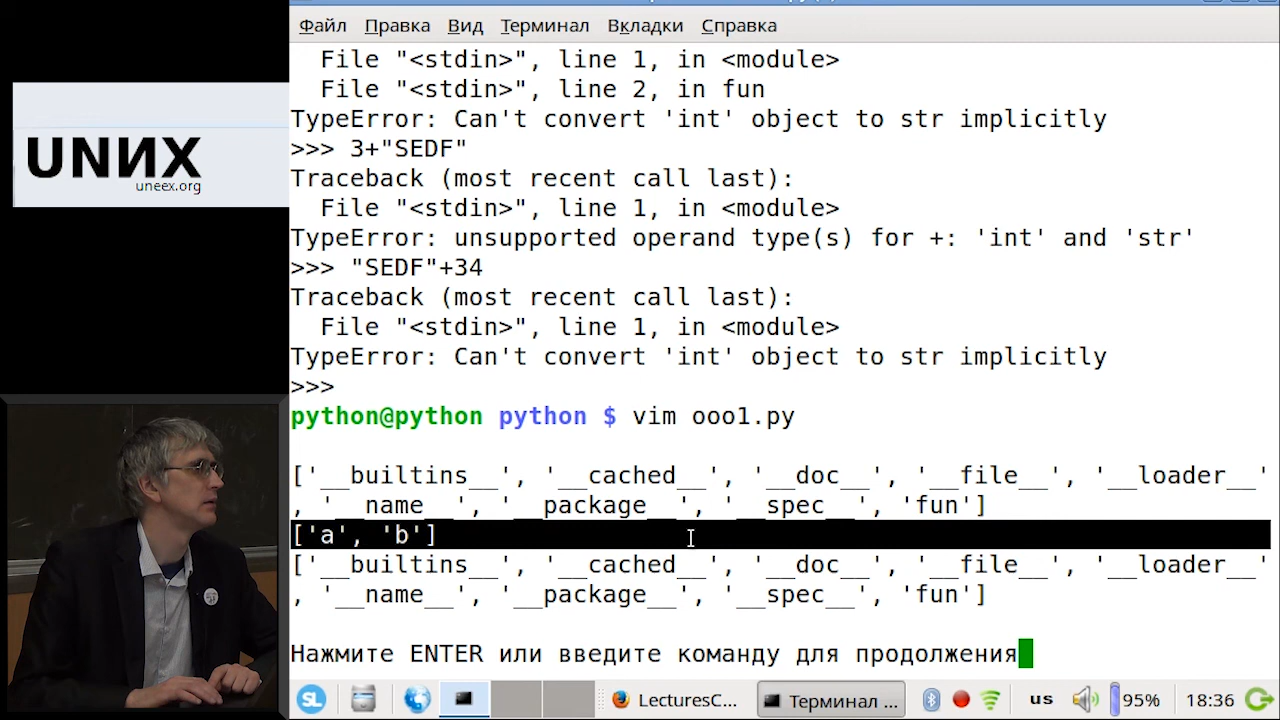 Файл Правка Вид Терминал Вкладки Справка
UNИX
uneex.org
File "<stdin>", line 1, in <module>
File "<stdin>", line 2, in fun
TypeError: Can't convert 'int' object to str implicitly
>>> 3+"SEDF"
Traceback (most recent call last):
File "<stdin>", line 1, in <module>
TypeError: unsupported operand type(s) for +: 'int' and 'str'
>>> "SEDF"+34
Traceback (most recent call last):
File "<stdin>", line 1, in <module>
TypeError: Can't convert 'int' object to str implicitly
>>>
python@python python $ vim ooo1.py
['__builtins__', '__cached__', '__doc__', '__file__', '__loader__'
, '__name__', '__package__', '__spec__', 'fun']
['a', 'b']
['__builtins__', '__cached__', '__doc__', '__file__', '__loader__'
, '__name__', '__package__', '__spec__', 'fun']
Нажмите ENTER или введите команду для продолжения
LecturesC... Терминал ... us 95% 18:36